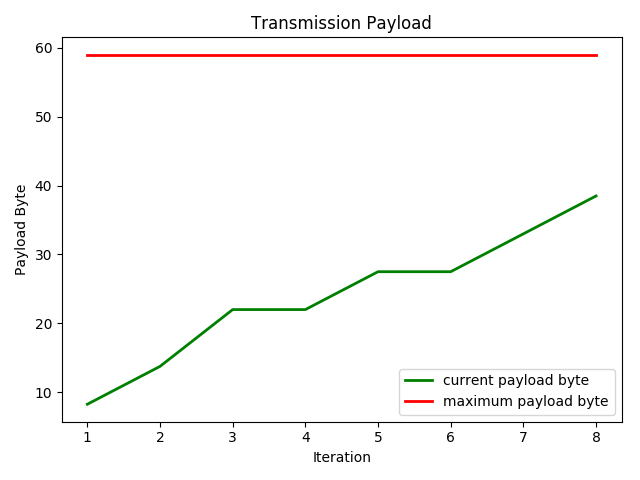 Transmission Payload
60
50
40
30
20
10
Payload Byte
current payload byte
maximum payload byte
1 2 3 4 5 6 7 8
Iteration